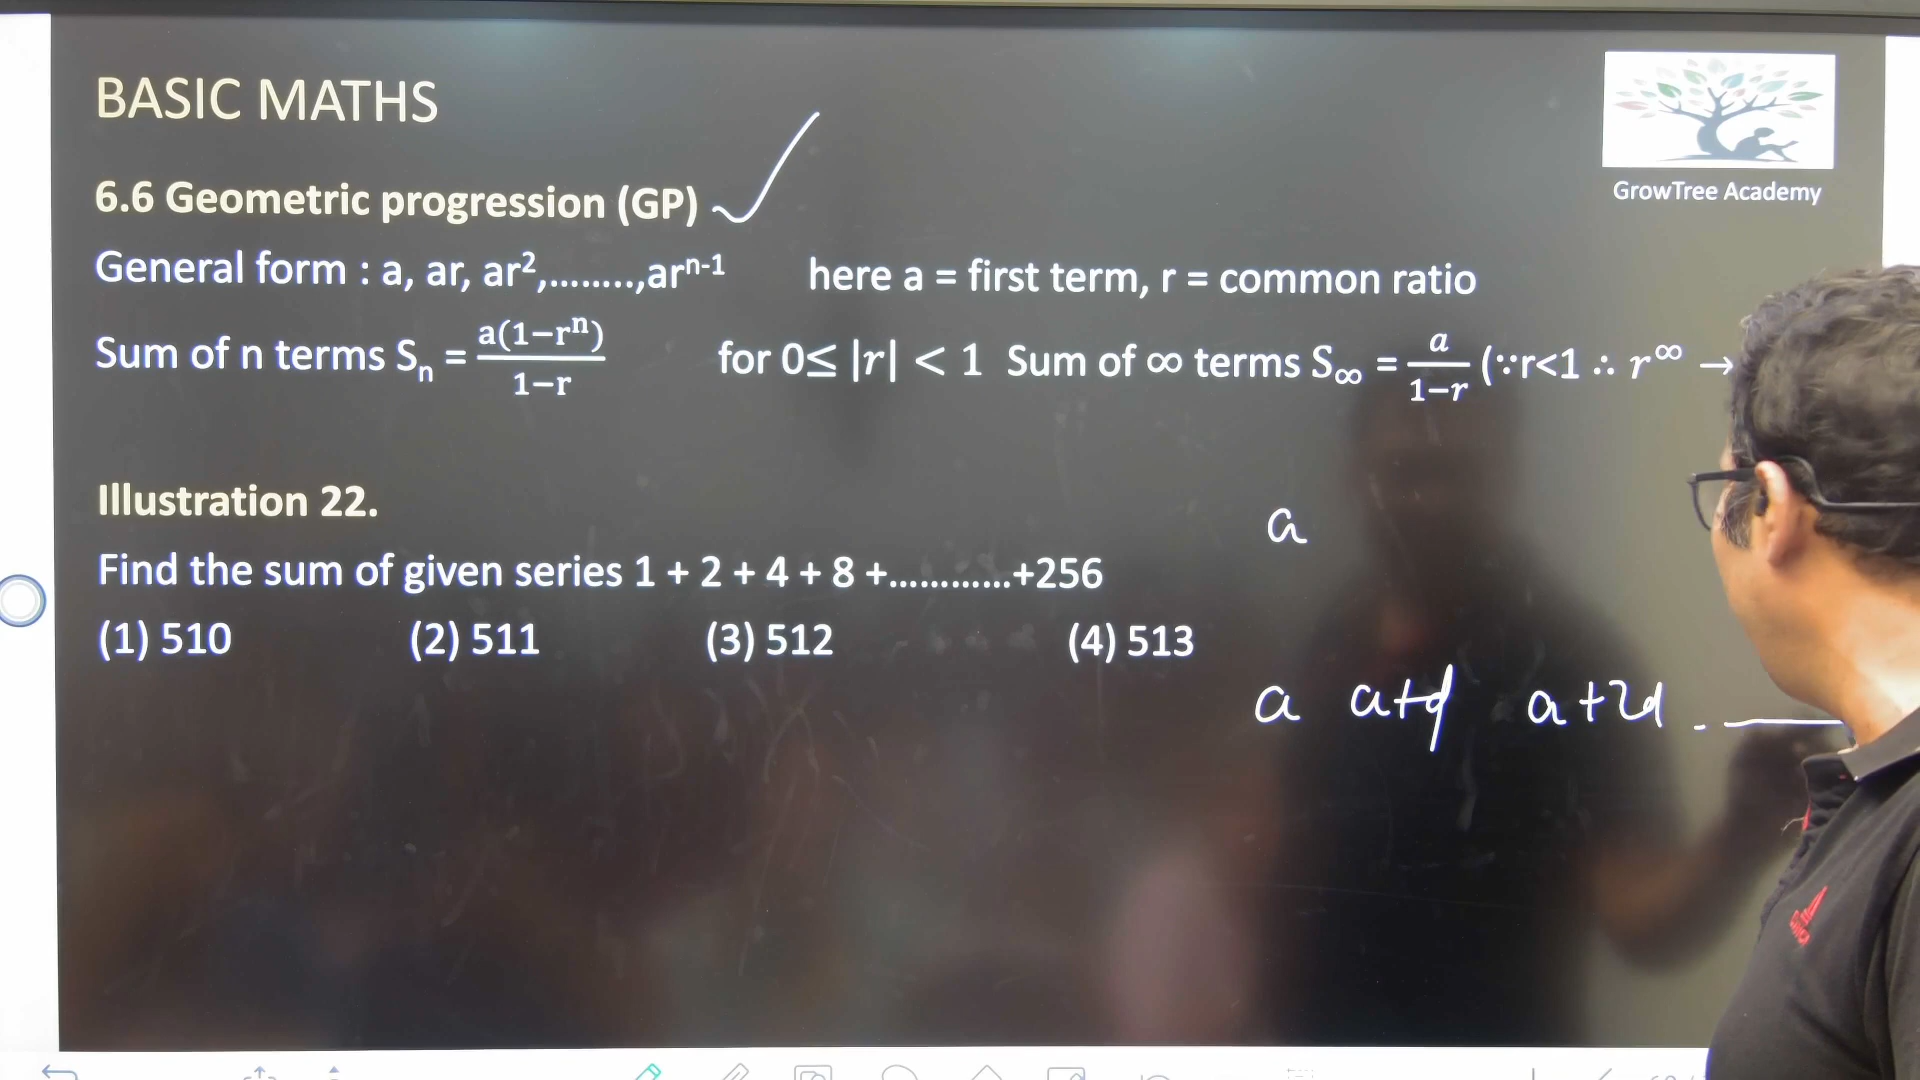 BASIC MATHS
6.6 Geometric progression (GP)
GrowTree Academy
General form : a, ar, ar²,........,arⁿ⁻¹ here a = first term, r = common ratio
Sum of n terms Sₙ = a(1−rⁿ)/1−r for 0≤ |r| < 1 Sum of ∞ terms S∞ = a/1−r (∵r<1 ∴ r^∞ →
Illustration 22.
a
Find the sum of given series 1 + 2 + 4 + 8 +............+256
(1) 510 (2) 511 (3) 512 (4) 513
a a+d a+2d . —